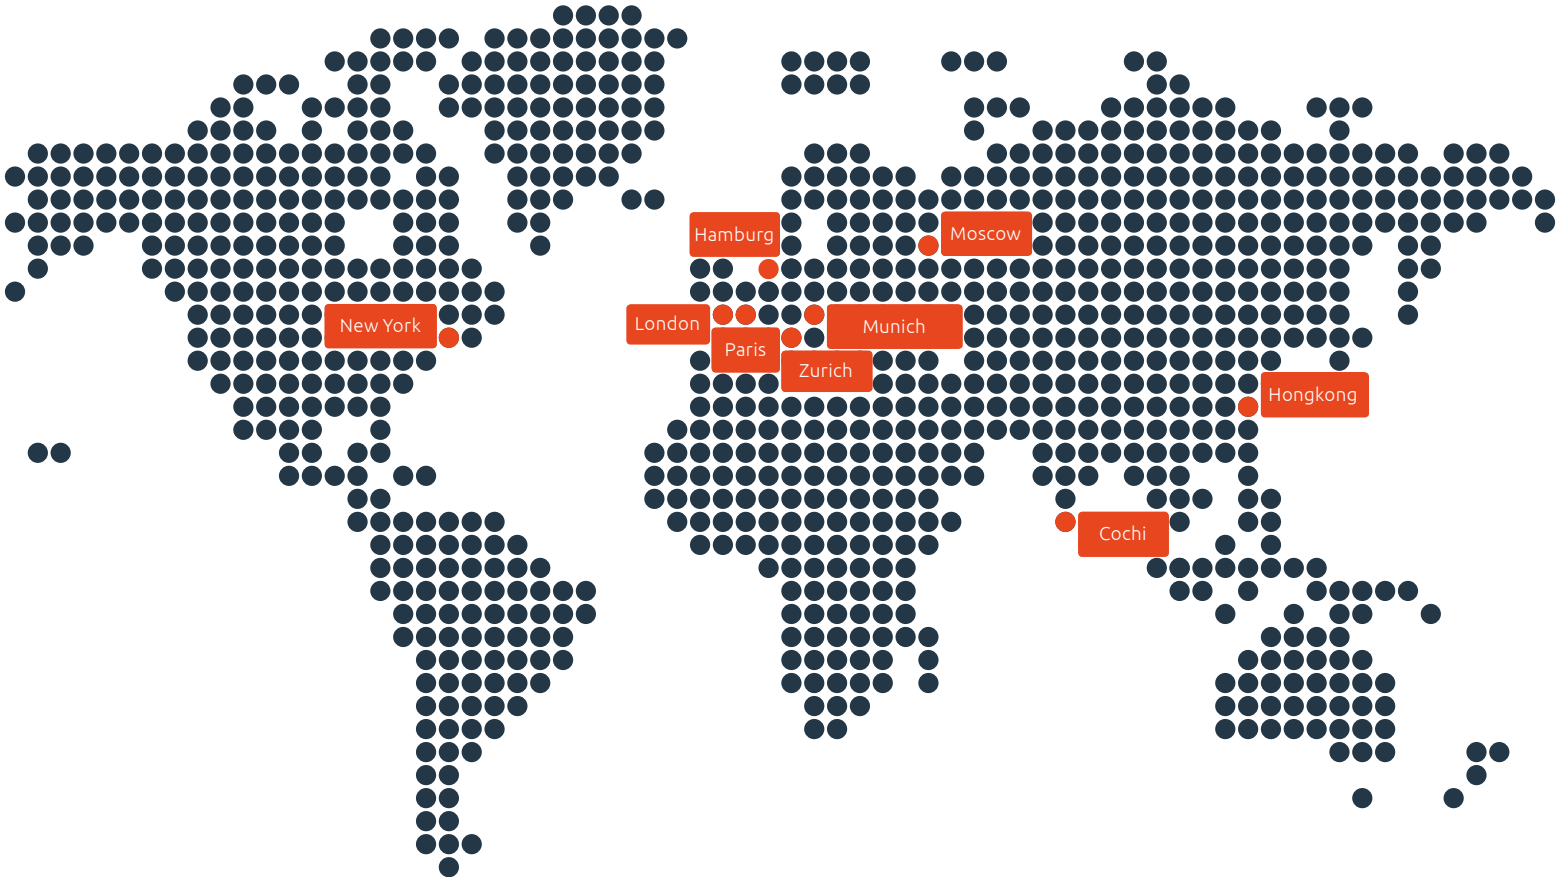 Hamburg
Moscow
New York
London
Munich
Paris
Zurich
Hongkong
Cochi